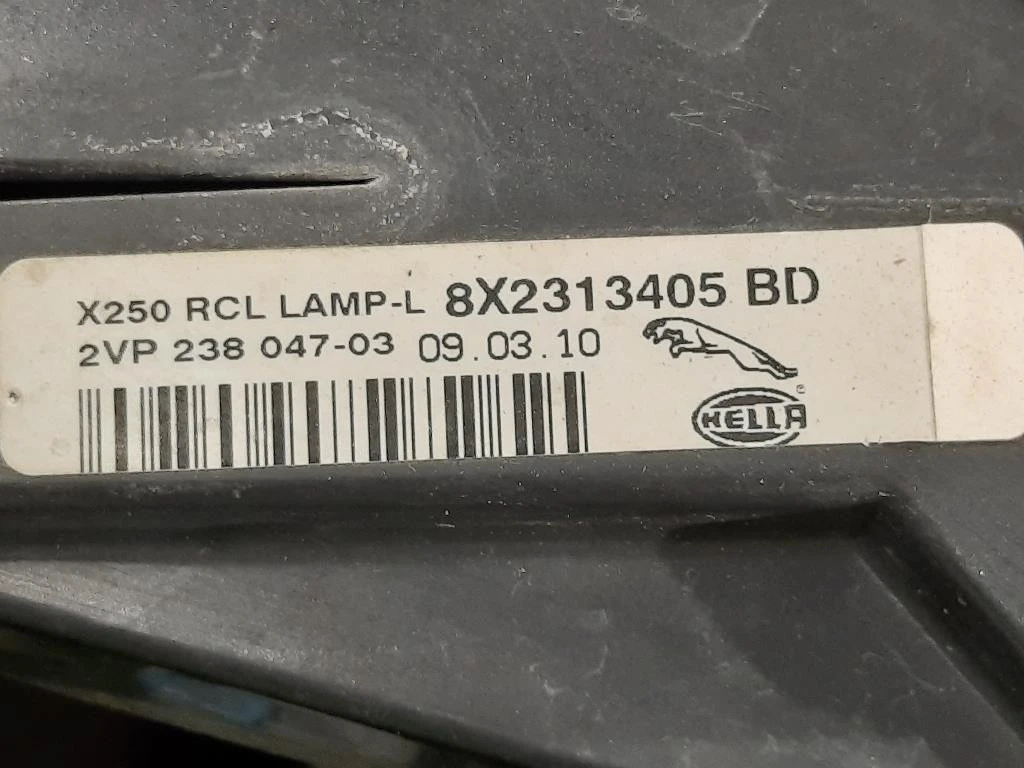 X250 RCL LAMP-L 8X2313405 BD
2VP 238 047-03 09.03.10
HELLA